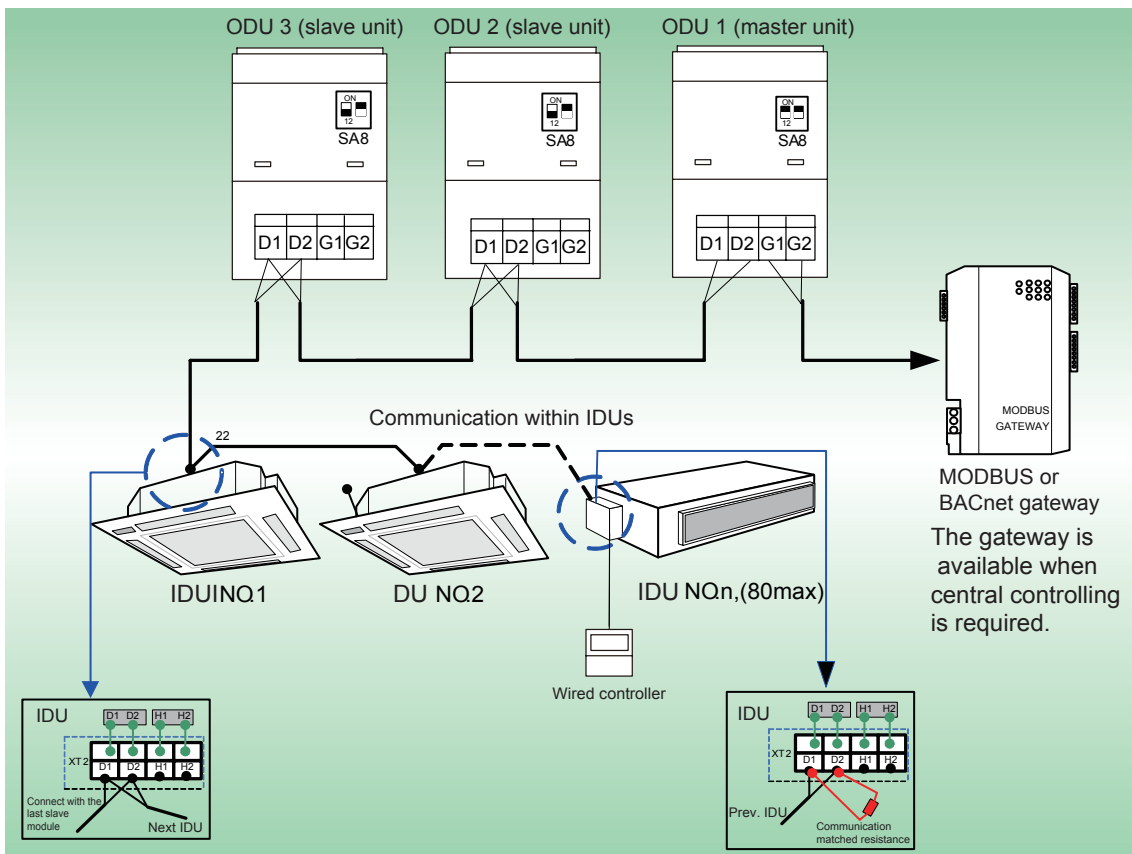 ODU 3 (slave unit)
ODU 2 (slave unit)
ODU 1 (master unit)
ON
12
SA8
ON
12
SA8
ON
12
SA8
D1 D2 G1 G2
D1 D2 G1 G2
D1 D2 G1 G2
MODBUS
GATEWAY
MODBUS or
BACnet gateway
The gateway is
available when
central controlling
is required.
Communication within IDUs
22
IDUINO.1
DU NO.2
IDU NO.n,(80max)
Wired controller
IDU
D1 D2 H1 H2
XT2
D1 D2 H1 H2
Connect with the
last slave
module
Next IDU
IDU
D1 D2 H1 H2
XT2
D1 D2 H1 H2
Prev. IDU
Communication
matched resistance